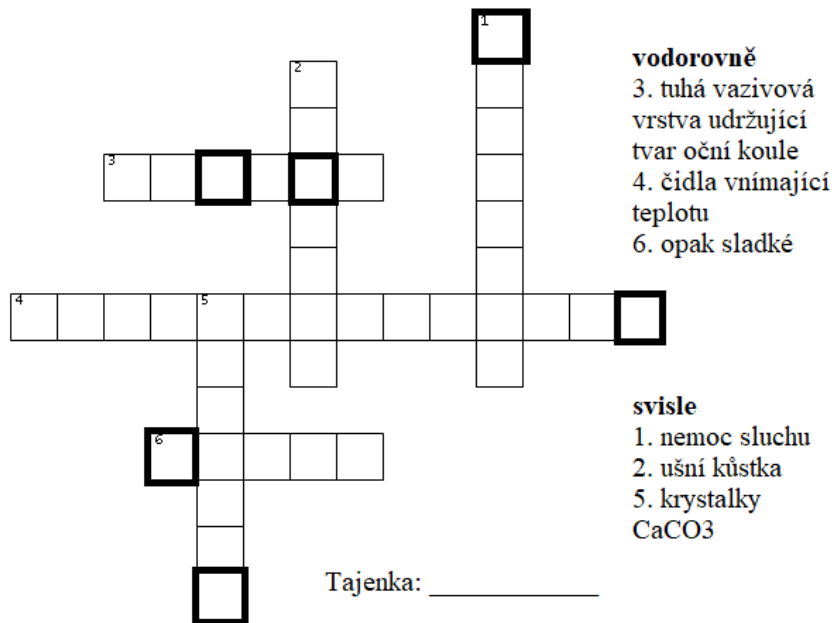 1
2
3
4
5
6
vodorovně
3. tuhá vazivová
vrstva udržující
tvar oční koule
4. čidla vnímající
teplotu
6. opak sladké
svisle
1. nemoc sluchu
2. ušní kůstka
5. krystalky
CaCO3
Tajenka: ____________